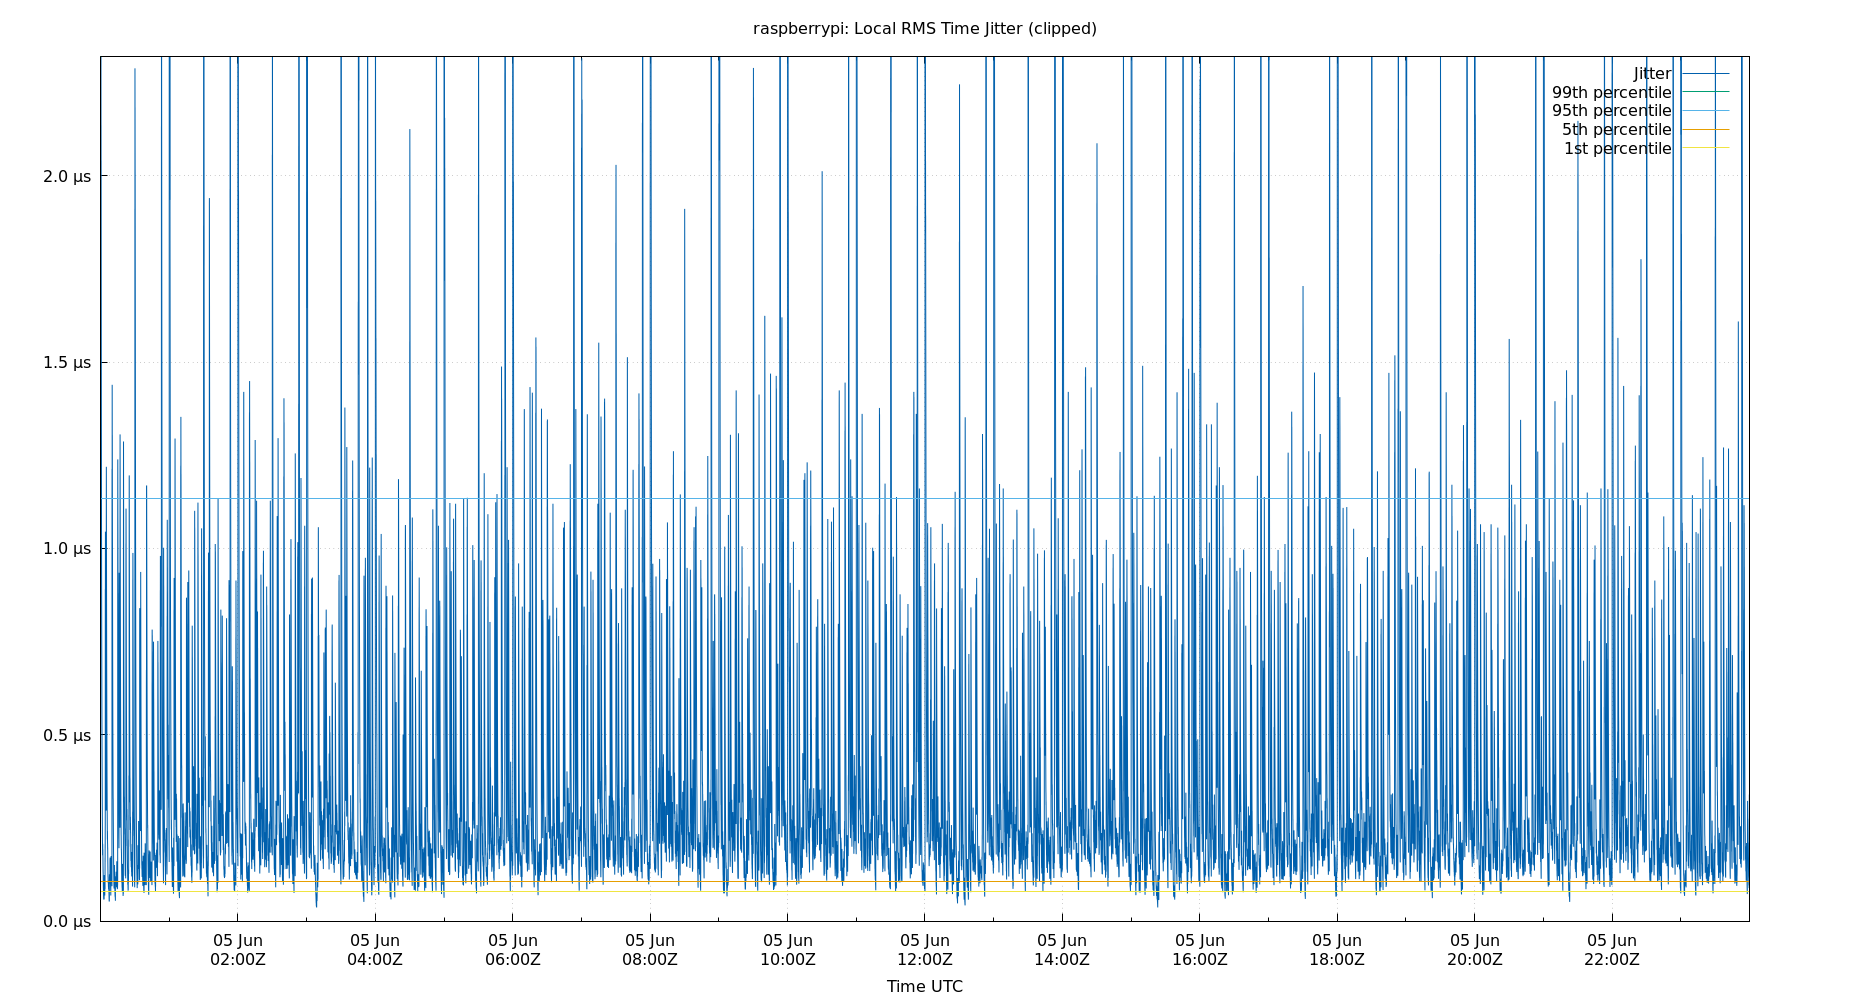 raspberrypi: Local RMS Time Jitter (clipped)
Jitter
99th percentile
95th percentile
5th percentile
1st percentile
2.0 µs
1.5 µs
1.0 µs
0.5 µs
0.0 µs
05 Jun 05 Jun 05 Jun 05 Jun 05 Jun 05 Jun 05 Jun 05 Jun 05 Jun 05 Jun 05 Jun
02:00Z 04:00Z 06:00Z 08:00Z 10:00Z 12:00Z 14:00Z 16:00Z 18:00Z 20:00Z 22:00Z
Time UTC